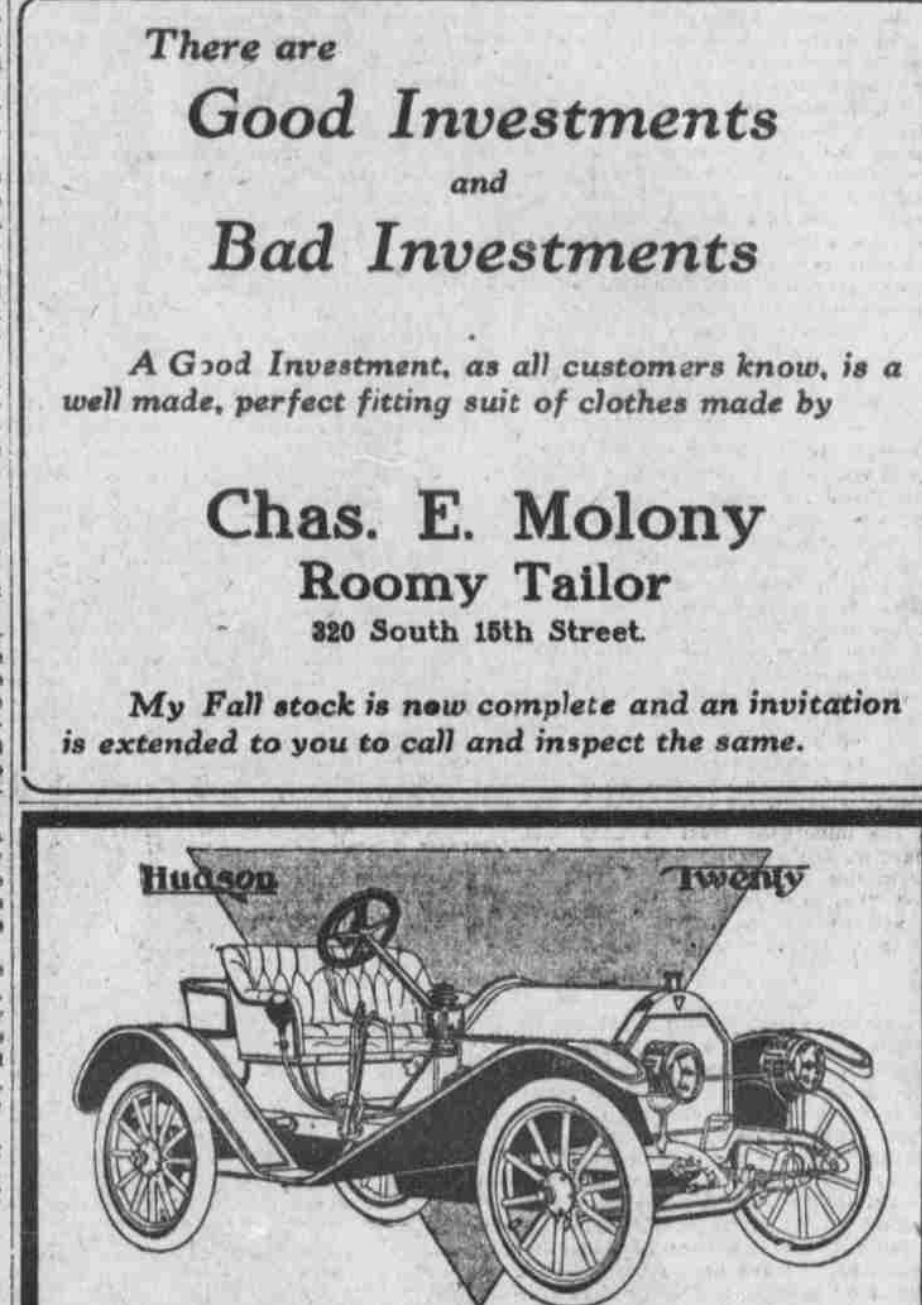 There are
Good Investments
and
Bad Investments
A Good Investment, as all customers know, is a
well made, perfect fitting suit of clothes made by
Chas. E. Molony
Roomy Tailor
320 South 15th Street.
My Fall stock is now complete and an invitation
is extended to you to call and inspect the same.
Hudson Twenty